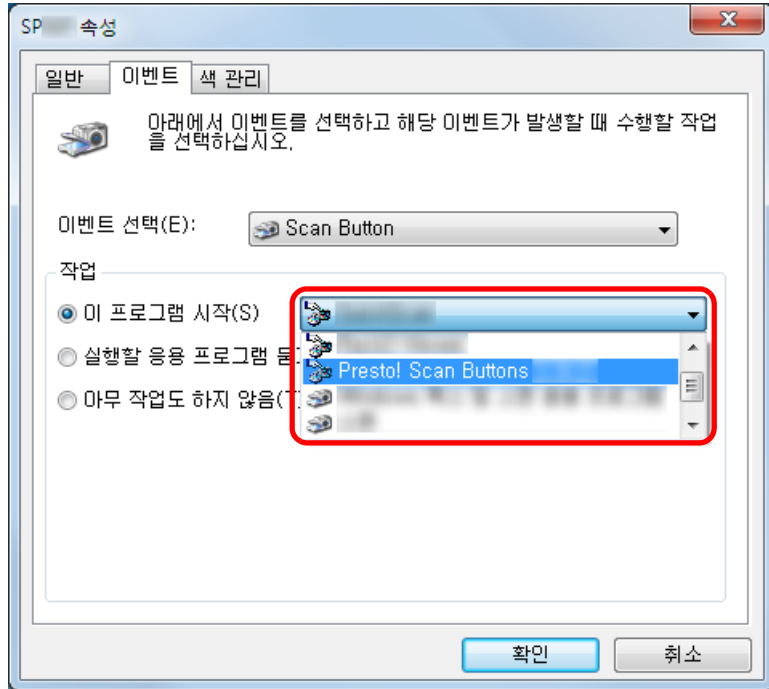 SP 속성
일반 이벤트 색 관리
아래에서 이벤트를 선택하고 해당 이벤트가 발생할 때 수행할 작업
을 선택하십시오.
이벤트 선택(E): Scan Button
작업
이 프로그램 시작(S)
실행할 응용 프로그램 묻
Presto! Scan Buttons
아무 작업도 하지 않음(T
확인 취소